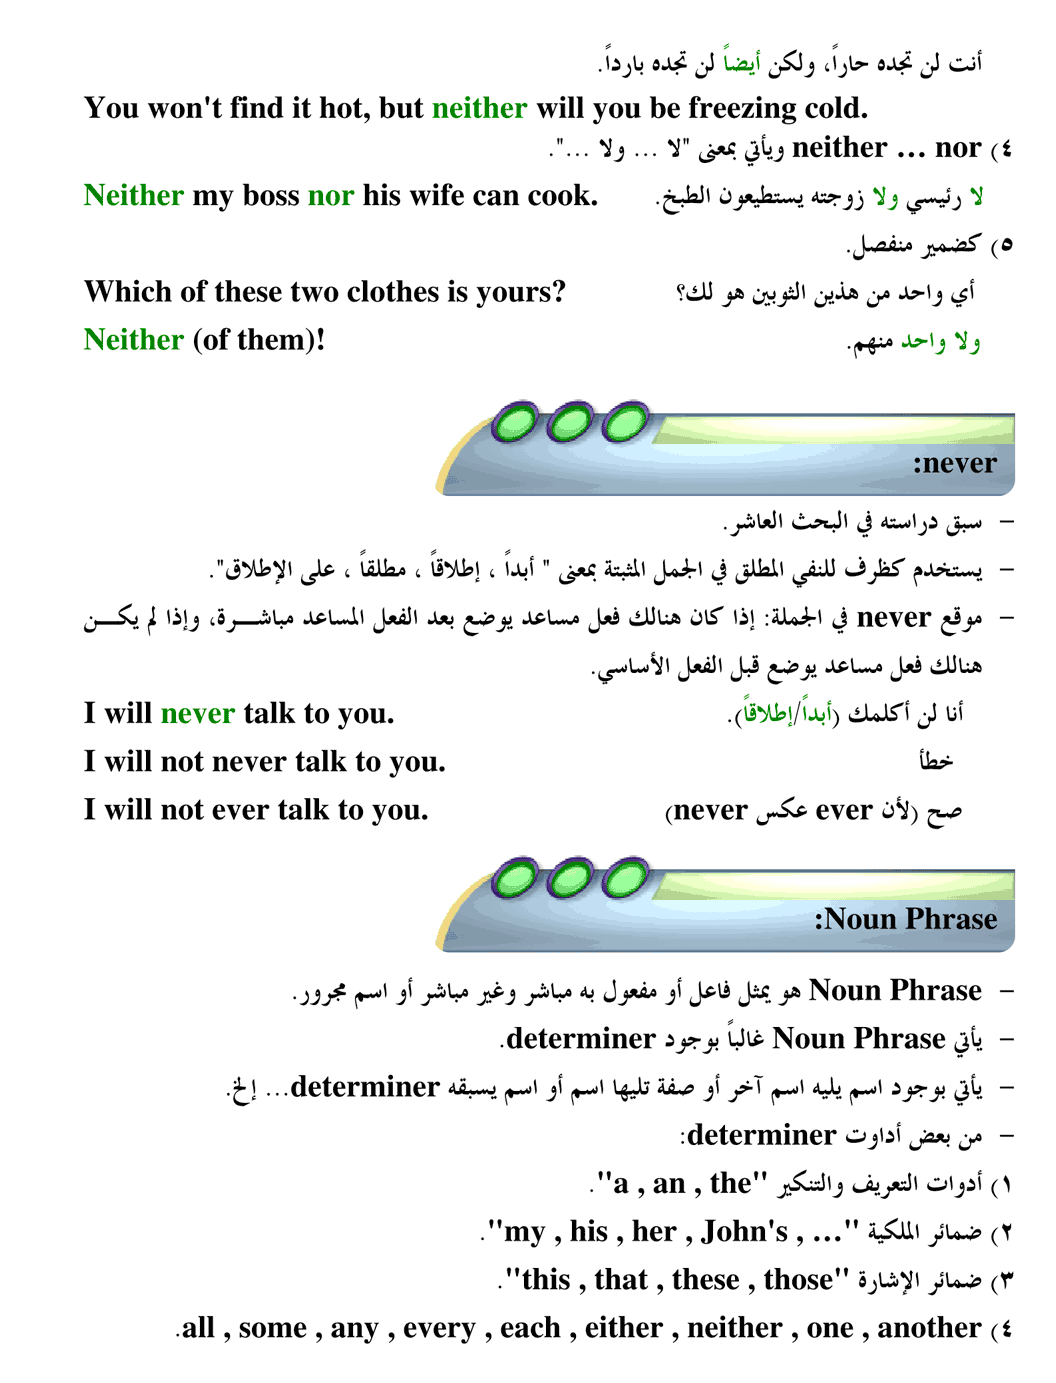 أنت لن تجده حاراً، ولكن أيضاً لن تجده بارداً.
You won't find it hot, but neither will you be freezing cold.
٤) neither … nor ويأتي بمعنى "لا … ولا …".
لا رئيسي ولا زوجته يستطيعون الطبخ. Neither my boss nor his wife can cook.
٥) كضمير منفصل.
أي واحد من هذين الثوبين هو لك؟ Which of these two clothes is yours?
ولا واحد منهم. Neither (of them)!
never:
– سبق دراسته في البحث العاشر.
– يستخدم كظرف للنفي المطلق في الجمل المثبتة بمعنى " أبداً ، إطلاقاً ، مطلقاً ، على الإطلاق".
– موقع never في الجملة: إذا كان هنالك فعل مساعد يوضع بعد الفعل المساعد مباشـــرة، وإذا لم يكـــن
هنالك فعل مساعد يوضع قبل الفعل الأساسي.
أنا لن أكلمك (أبداً/إطلاقاً). I will never talk to you.
خطأ I will not never talk to you.
صح (لأن ever عكس never) I will not ever talk to you.
Noun Phrase:
– Noun Phrase هو يمثل فاعل أو مفعول به مباشر وغير مباشر أو اسم مجرور.
– يأتي Noun Phrase غالباً بوجود determiner.
– يأتي بوجود اسم يليه اسم آخر أو صفة تليها اسم أو اسم يسبقه determiner… إلخ.
– من بعض أداوت determiner:
١) أدوات التعريف والتنكير "a , an , the".
٢) ضمائر الملكية "my , his , her , John's , …".
٣) ضمائر الإشارة "this , that , these , those".
٤) all , some , any , every , each , either , neither , one , another.